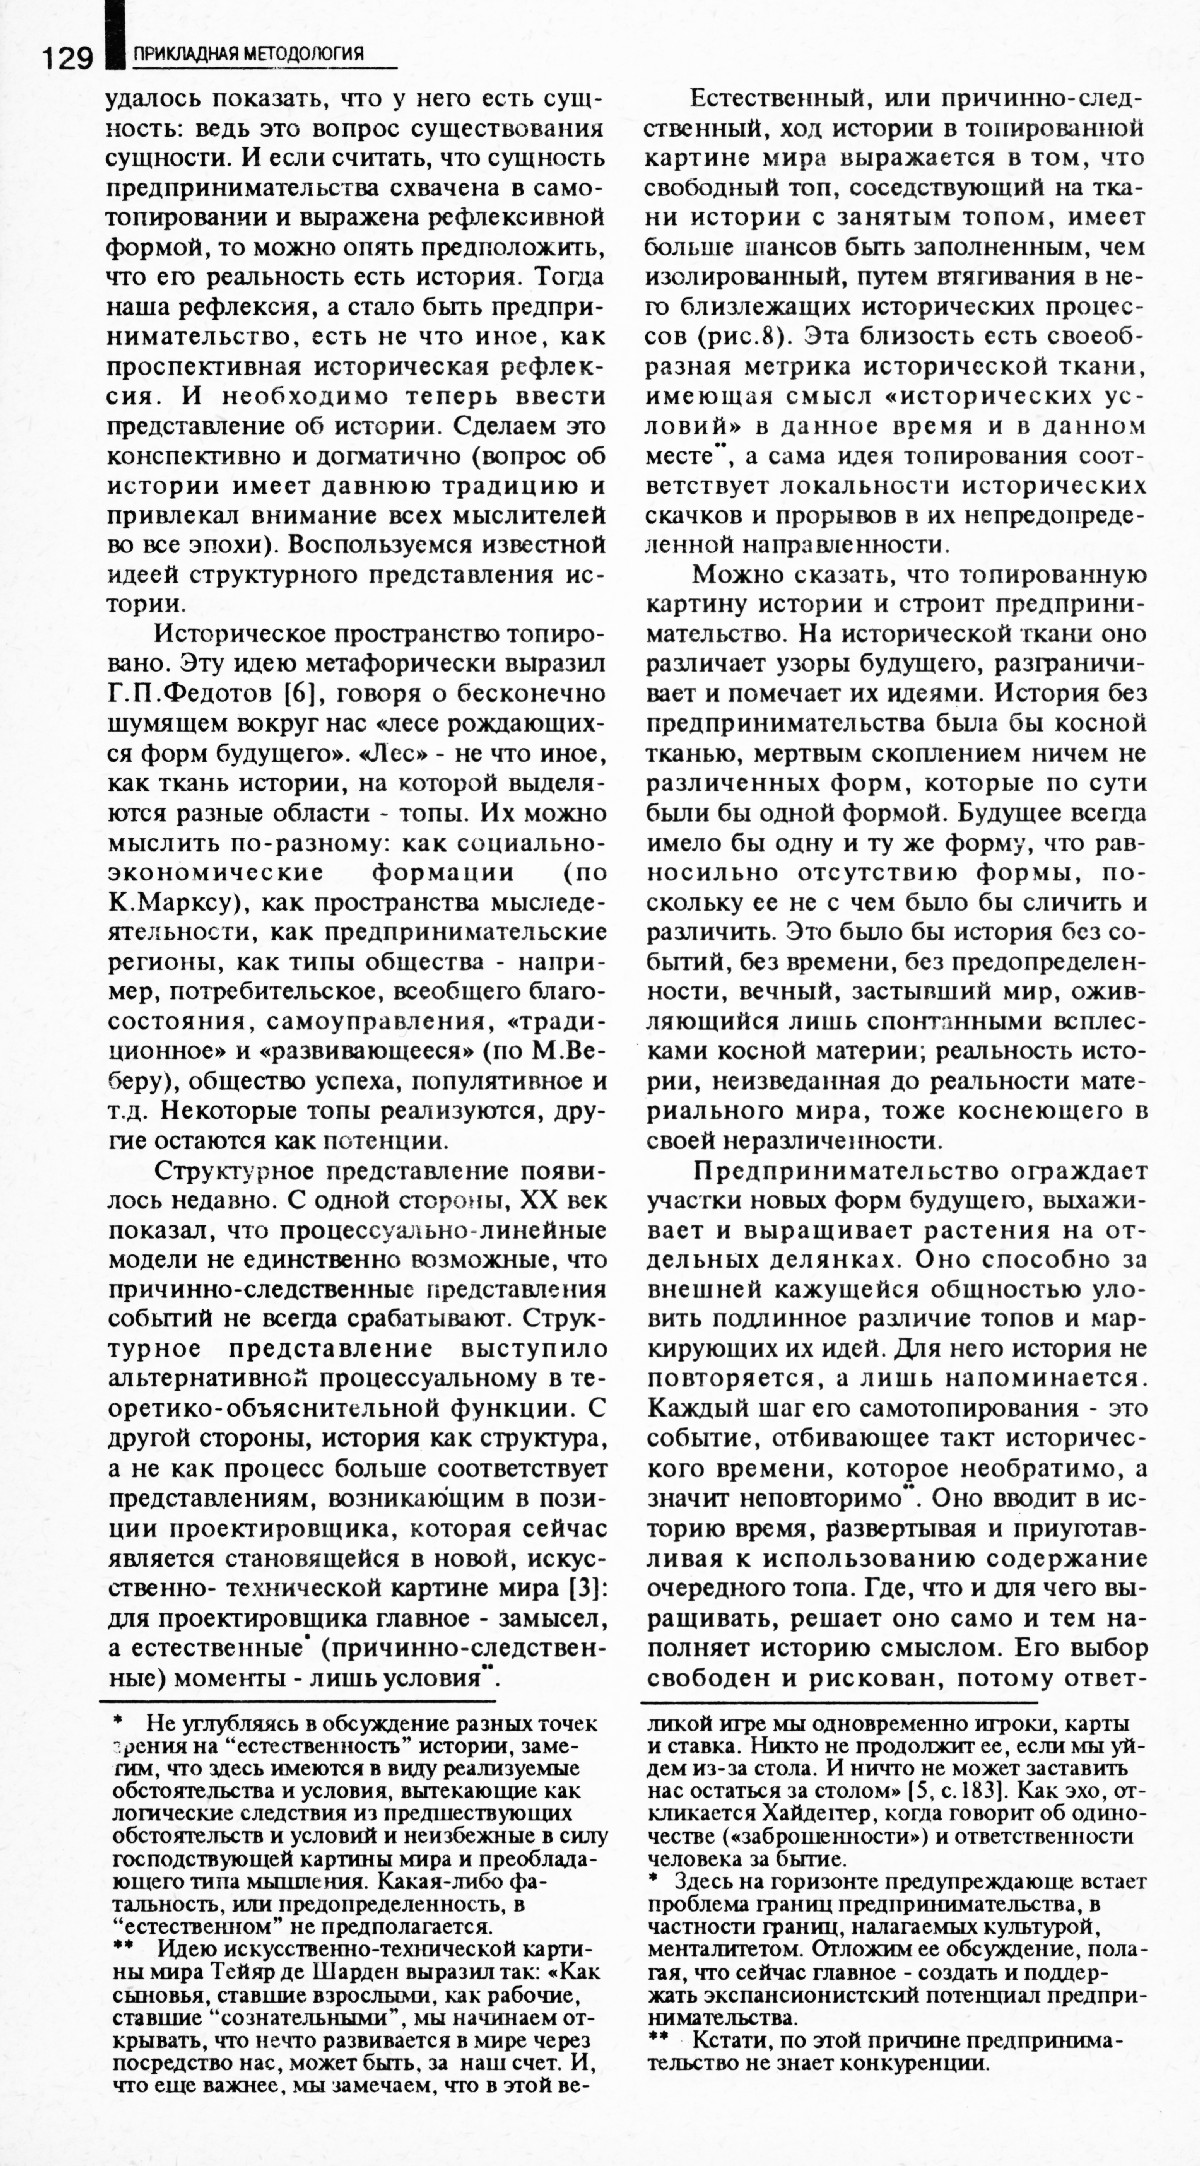 129
ПРИКЛАДНАЯ МЕТОДОЛОГИЯ
удалось показать, что у него есть сущ-
ность: ведь это вопрос существования
сущности. И если считать, что сущность
предпринимательства схвачена в само-
топировании и выражена рефлексивной
формой, то можно опять предположить,
что его реальность есть история. Тогда
наша рефлексия, а стало быть предпри-
нимательство, есть не что иное, как
проспективная историческая рефлек-
сия. И необходимо теперь ввести
представление об истории. Сделаем это
конспективно и догматично (вопрос об
истории имеет давнюю традицию и
привлекал внимание всех мыслителей
во все эпохи). Воспользуемся известной
идеей структурного представления ис-
тории.
Историческое пространство топиро-
вано. Эту идею метафорически выразил
Г.П.Федотов [6], говоря о бесконечно
шумящем вокруг нас «лесе рождающих-
ся форм будущего». «Лес» - не что иное,
как ткань истории, на которой выделя-
ются разные области - топы. Их можно
мыслить по-разному: как социально-
экономические формации (по
К.Марксу), как пространства мыследе-
ятельности, как предпринимательские
регионы, как типы общества - напри-
мер, потребительское, всеобщего благо-
состояния, самоуправления, «тради-
ционное» и «развивающееся» (по М.Ве-
беру), общество успеха, популятивное и
т.д. Некоторые топы реализуются, дру-
гие остаются как потенции.
Структурное представление появи-
лось недавно. С одной стороны, XX век
показал, что процессуально-линейные
модели не единственно возможные, что
причинно-следственные представления
событий не всегда срабатывают. Струк-
турное представление выступило
альтернативной процессуальному в те-
оретико-объяснительной функции. С
другой стороны, история как структура,
а не как процесс больше соответствует
представлениям, возникающим в пози-
ции проектировщика, которая сейчас
является становящейся в новой, искус-
ственно- технической картине мира [3]:
для проектировщика главное - замысел,
а естественные* (причинно-следствен-
ные) моменты - лишь условия**.
* Не углубляясь в обсуждение разных точек
зрения на “естественность” истории, заме-
тим, что здесь имеются в виду реализуемые
обстоятельства и условия, вытекающие как
логические следствия из предшествующих
обстоятельств и условий и неизбежные в силу
господствующей картины мира и преоблада-
ющего типа мышления. Какая-либо фа-
тальность, или предопределенность, в
“естественном” не предполагается.
** Идею искусственно-технической карти-
ны мира Тейяр де Шарден выразил так: «Как
сыновья, ставшие взрослыми, как рабочие,
ставшие “сознательными”, мы начинаем от-
крывать, что нечто развивается в мире через
посредство нас, может быть, за наш счет. И,
что еще важнее, мы замечаем, что в этой ве-
Естественный, или причинно-след-
ственный, ход истории в топированной
картине мира выражается в том, что
свободный топ, соседствующий на тка-
ни истории с занятым топом, имеет
больше шансов быть заполненным, чем
изолированный, путем втягивания в не-
го близлежащих исторических процес-
сов (рис.8). Эта близость есть своеоб-
разная метрика исторической ткани,
имеющая смысл «исторических ус-
ловий» в данное время и в данном
месте**, а сама идея топирования соот-
ветствует локальности исторических
скачков и прорывов в их непредопреде-
ленной направленности.
Можно сказать, что топированную
картину истории и строит предприни-
мательство. На исторической ткани оно
различает узоры будущего, разграничи-
вает и помечает их идеями. История без
предпринимательства была бы косной
тканью, мертвым скоплением ничем не
различенных форм, которые по сути
были бы одной формой. Будущее всегда
имело бы одну и ту же форму, что рав-
носильно отсутствию формы, по-
скольку ее не с чем было бы сличить и
различить. Это было бы история без со-
бытий, без времени, без предопределен-
ности, вечный, застывший мир, ожив-
ляющийся лишь спонтанными всплес-
ками косной материи; реальность исто-
рии, неизведанная до реальности мате-
риального мира, тоже коснеющего в
своей неразличенности.
Предпринимательство ограждает
участки новых форм будущего, выхажи-
вает и выращивает растения на от-
дельных делянках. Оно способно за
внешней кажущейся общностью уло-
вить подлинное различие топов и мар-
кирующих их идей. Для него история не
повторяется, а лишь напоминается.
Каждый шаг его самотопирования - это
событие, отбивающее такт историчес-
кого времени, которое необратимо, а
значит неповторимо**. Оно вводит в ис-
торию время, развертывая и приуготав-
ливая к использованию содержание
очередного топа. Где, что и для чего вы-
ращивать, решает оно само и тем на-
полняет историю смыслом. Его выбор
свободен и рискован, потому ответ-
ликой игре мы одновременно игроки, карты
и ставка. Никто не продолжит ее, если мы уй-
дем из-за стола. И ничто не может заставить
нас остаться за столом» [5, с.183]. Как эхо, от-
кликается Хайдеггер, когда говорит об одино-
честве («заброшенности») и ответственности
человека за бытие.
* Здесь на горизонте предупреждающе встает
проблема границ предпринимательства, в
частности границ, налагаемых культурой,
менталитетом. Отложим ее обсуждение, пола-
гая, что сейчас главное - создать и поддер-
жать экспансионистский потенциал предпри-
нимательства.
** Кстати, по этой причине предпринима-
тельство не знает конкуренции.